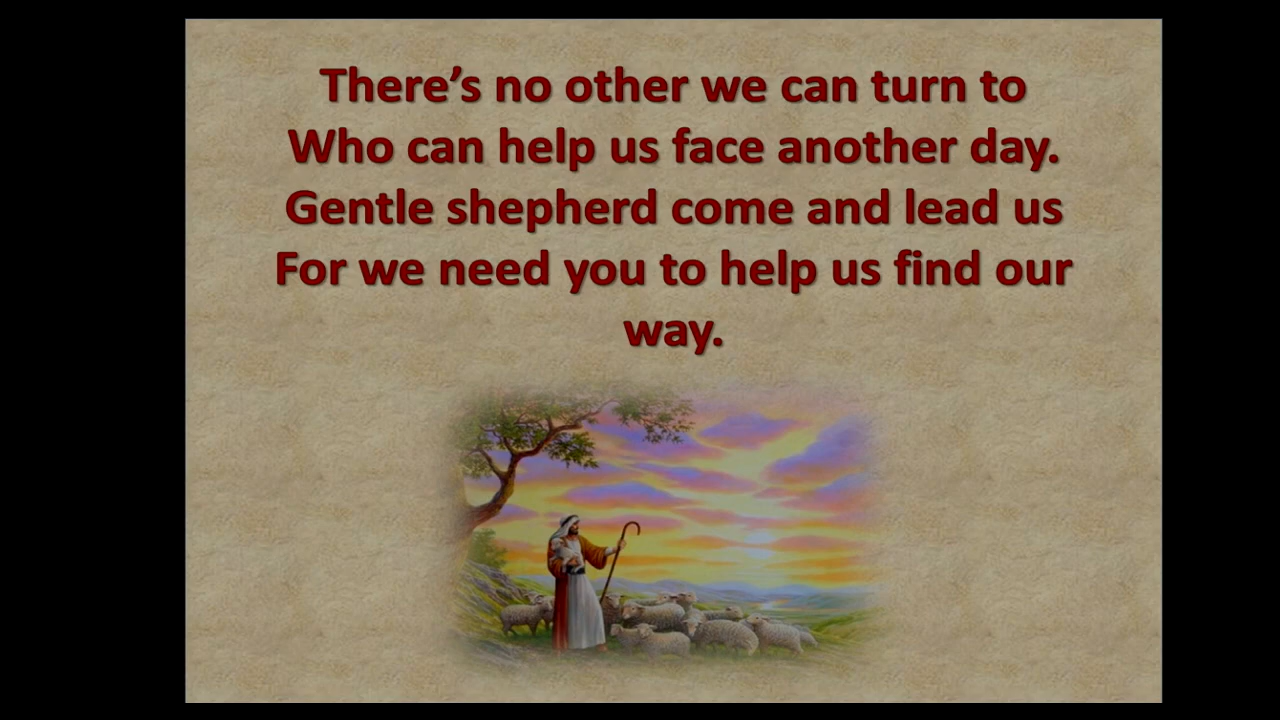 There’s no other we can turn to
Who can help us face another day.
Gentle shepherd come and lead us
For we need you to help us find our
way.